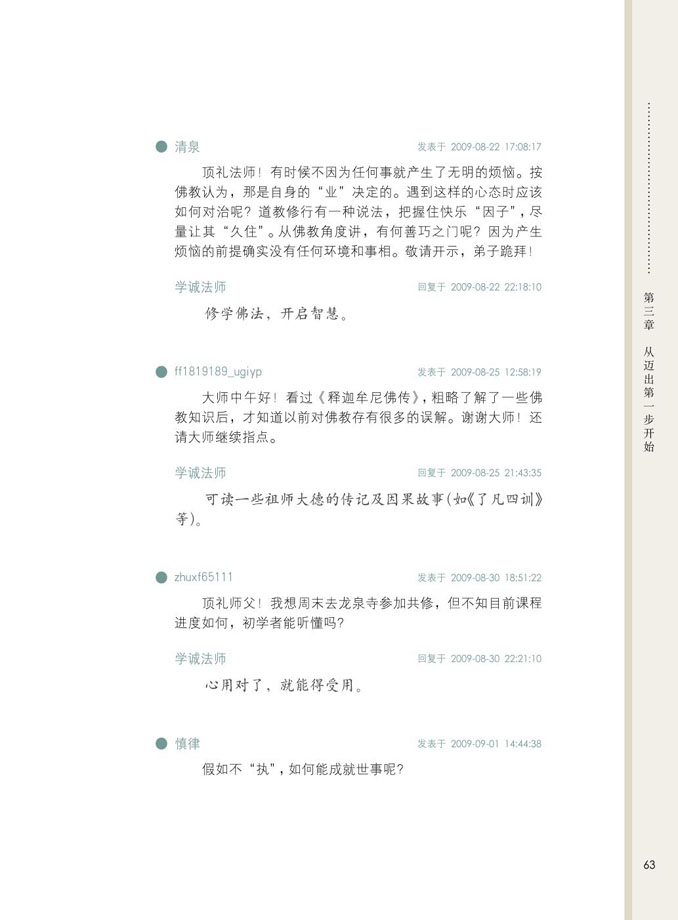 清泉 发表于 2009-08-22 17:08:17
顶礼法师！有时候不因为任何事就产生了无明的烦恼。按
佛教认为，那是自身的“业”决定的。遇到这样的心态时应该
如何对治呢？道教修行有一种说法，把握住快乐“因子”，尽
量让其“久住”。从佛教角度讲，有何善巧之门呢？因为产生
烦恼的前提确实没有任何环境和事相。敬请开示，弟子跪拜！
学诚法师 回复于 2009-08-22 22:18:10
修学佛法，开启智慧。
ff1819189_ugiyp 发表于 2009-08-25 12:58:19
大师中午好！看过《释迦牟尼佛传》，粗略了解了一些佛
教知识后，才知道以前对佛教存有很多的误解。谢谢大师！还
请大师继续指点。
学诚法师 回复于 2009-08-25 21:43:35
可读一些祖师大德的传记及因果故事(如《了凡四训》
等)。
zhuxf65111 发表于 2009-08-30 18:51:22
顶礼师父！我想周末去龙泉寺参加共修，但不知目前课程
进度如何，初学者能听懂吗？
学诚法师 回复于 2009-08-30 22:21:10
心用对了，就能得受用。
慎律 发表于 2009-09-01 14:44:38
假如不“执”，如何能成就世事呢？
第三章 从迈出第一步开始
63